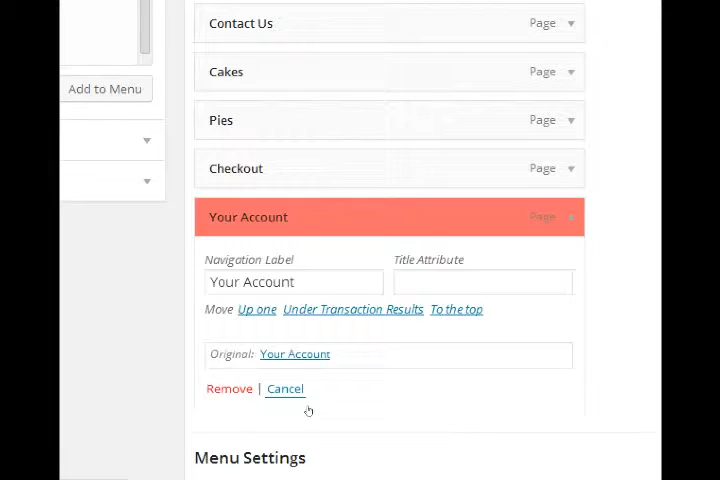 Contact Us Page
Add to Menu
Cakes Page
Pies Page
Checkout Page
Your Account Page
Navigation Label Title Attribute
Your Account
Move Up one Under Transaction Results To the top
Original: Your Account
Remove | Cancel
Menu Settings